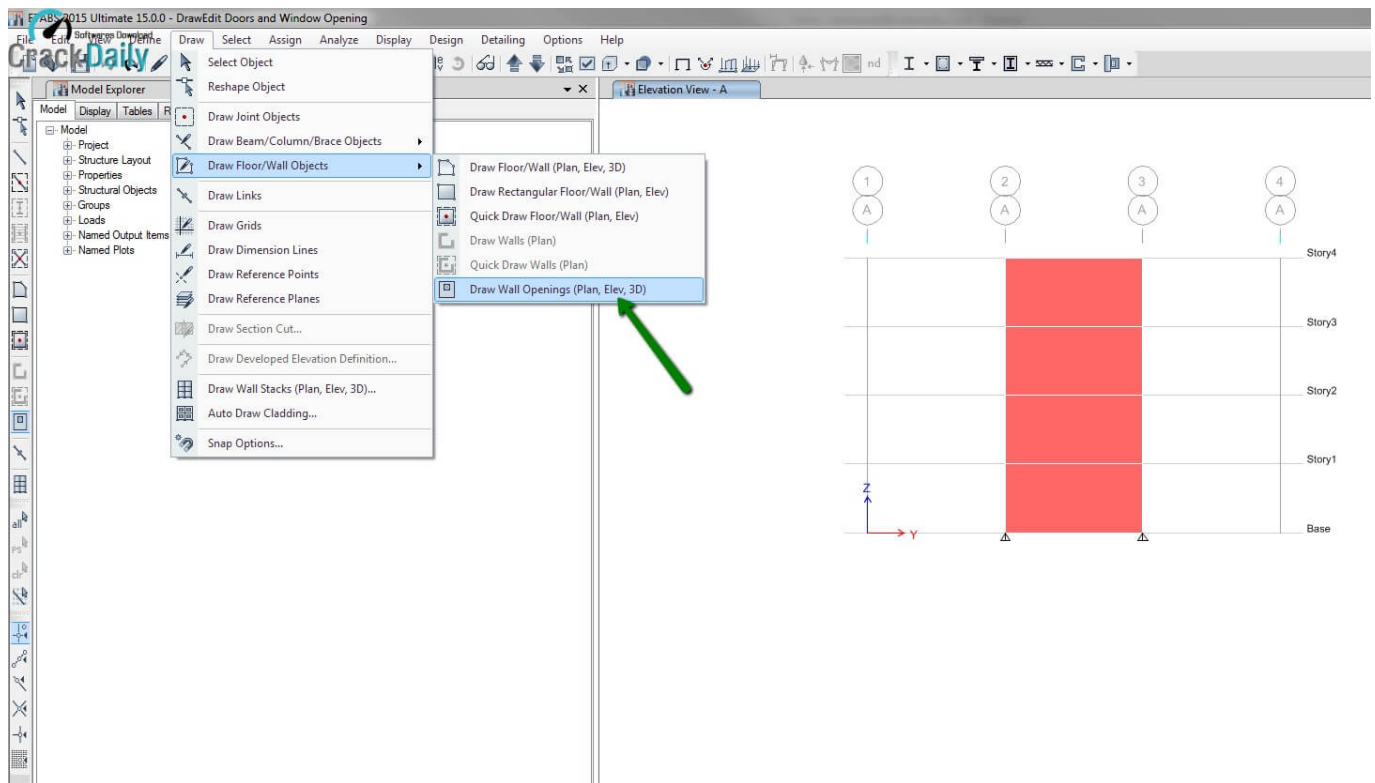 ETABS 2015 Ultimate 15.0.0 - DrawEdit Doors and Window Opening
Softwares Download
CrackDaily
File Edit View Define Draw Select Assign Analyze Display Design Detailing Options Help
nd
Model Explorer
Model Display Tables R
Model
Project
Structure Layout
Properties
Structural Objects
Groups
Loads
Named Output Items
Named Plots
Select Object
Reshape Object
Draw Joint Objects
Draw Beam/Column/Brace Objects
Draw Floor/Wall Objects
Draw Links
Draw Grids
Draw Dimension Lines
Draw Reference Points
Draw Reference Planes
Draw Section Cut...
Draw Developed Elevation Definition...
Draw Wall Stacks (Plan, Elev, 3D)...
Auto Draw Cladding...
Snap Options...
Draw Floor/Wall (Plan, Elev, 3D)
Draw Rectangular Floor/Wall (Plan, Elev)
Quick Draw Floor/Wall (Plan, Elev)
Draw Walls (Plan)
Quick Draw Walls (Plan)
Draw Wall Openings (Plan, Elev, 3D)
all
PS
clr
Elevation View - A
1 2 3 4
A A A A
Story4
Story3
Story2
Story1
Z
Y
Base